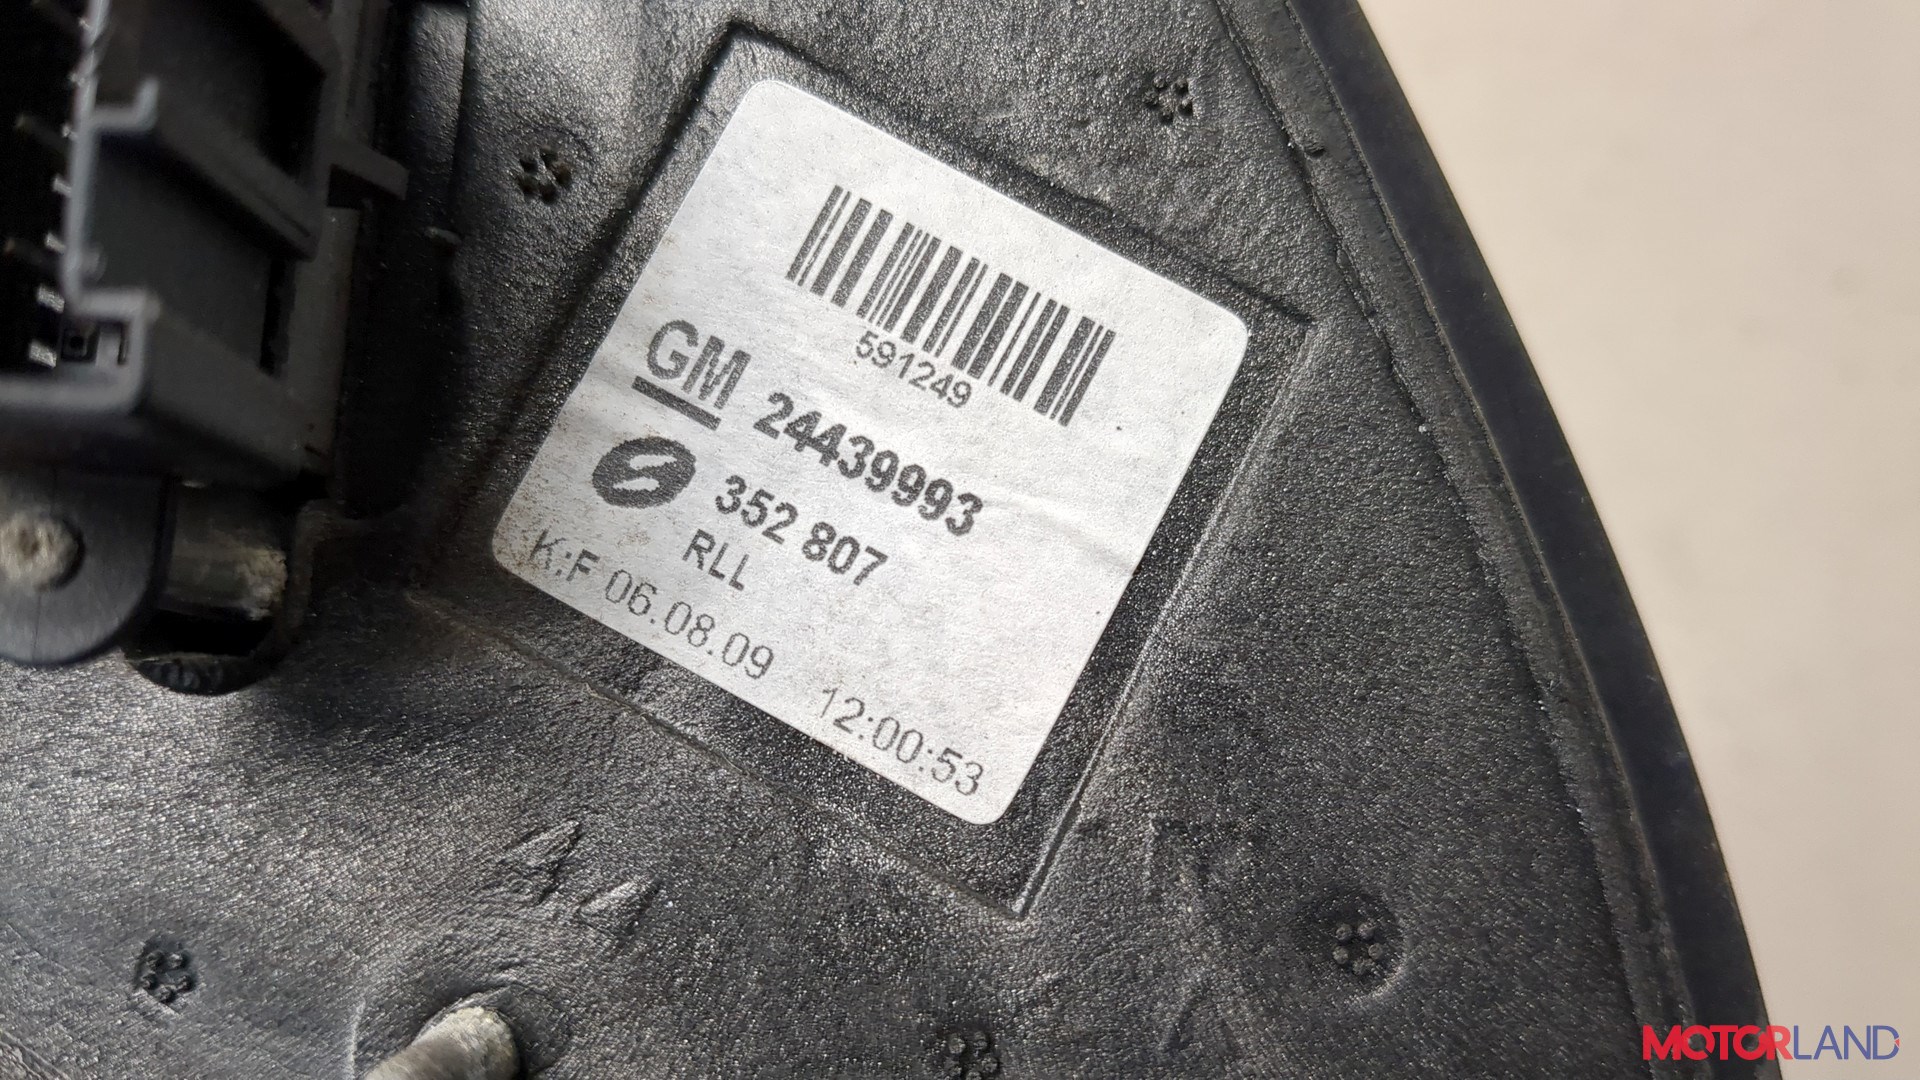 591249
GM 24439993
352 807
RLL
K:F 06.08.09 12:00:53
MOTORLAND